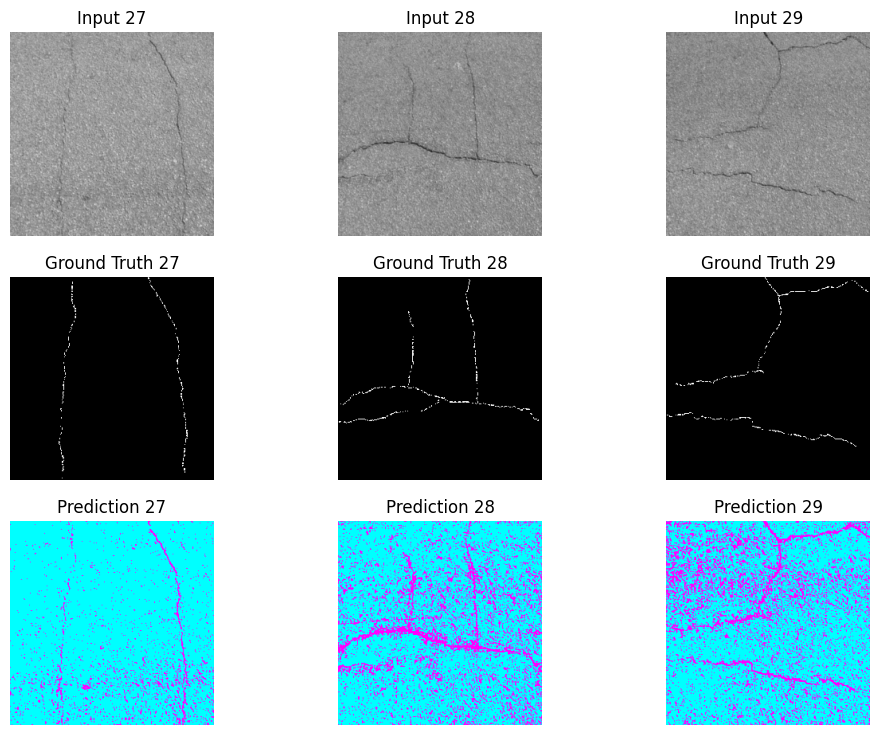 Input 27
Input 28
Input 29
Ground Truth 27
Ground Truth 28
Ground Truth 29
Prediction 27
Prediction 28
Prediction 29